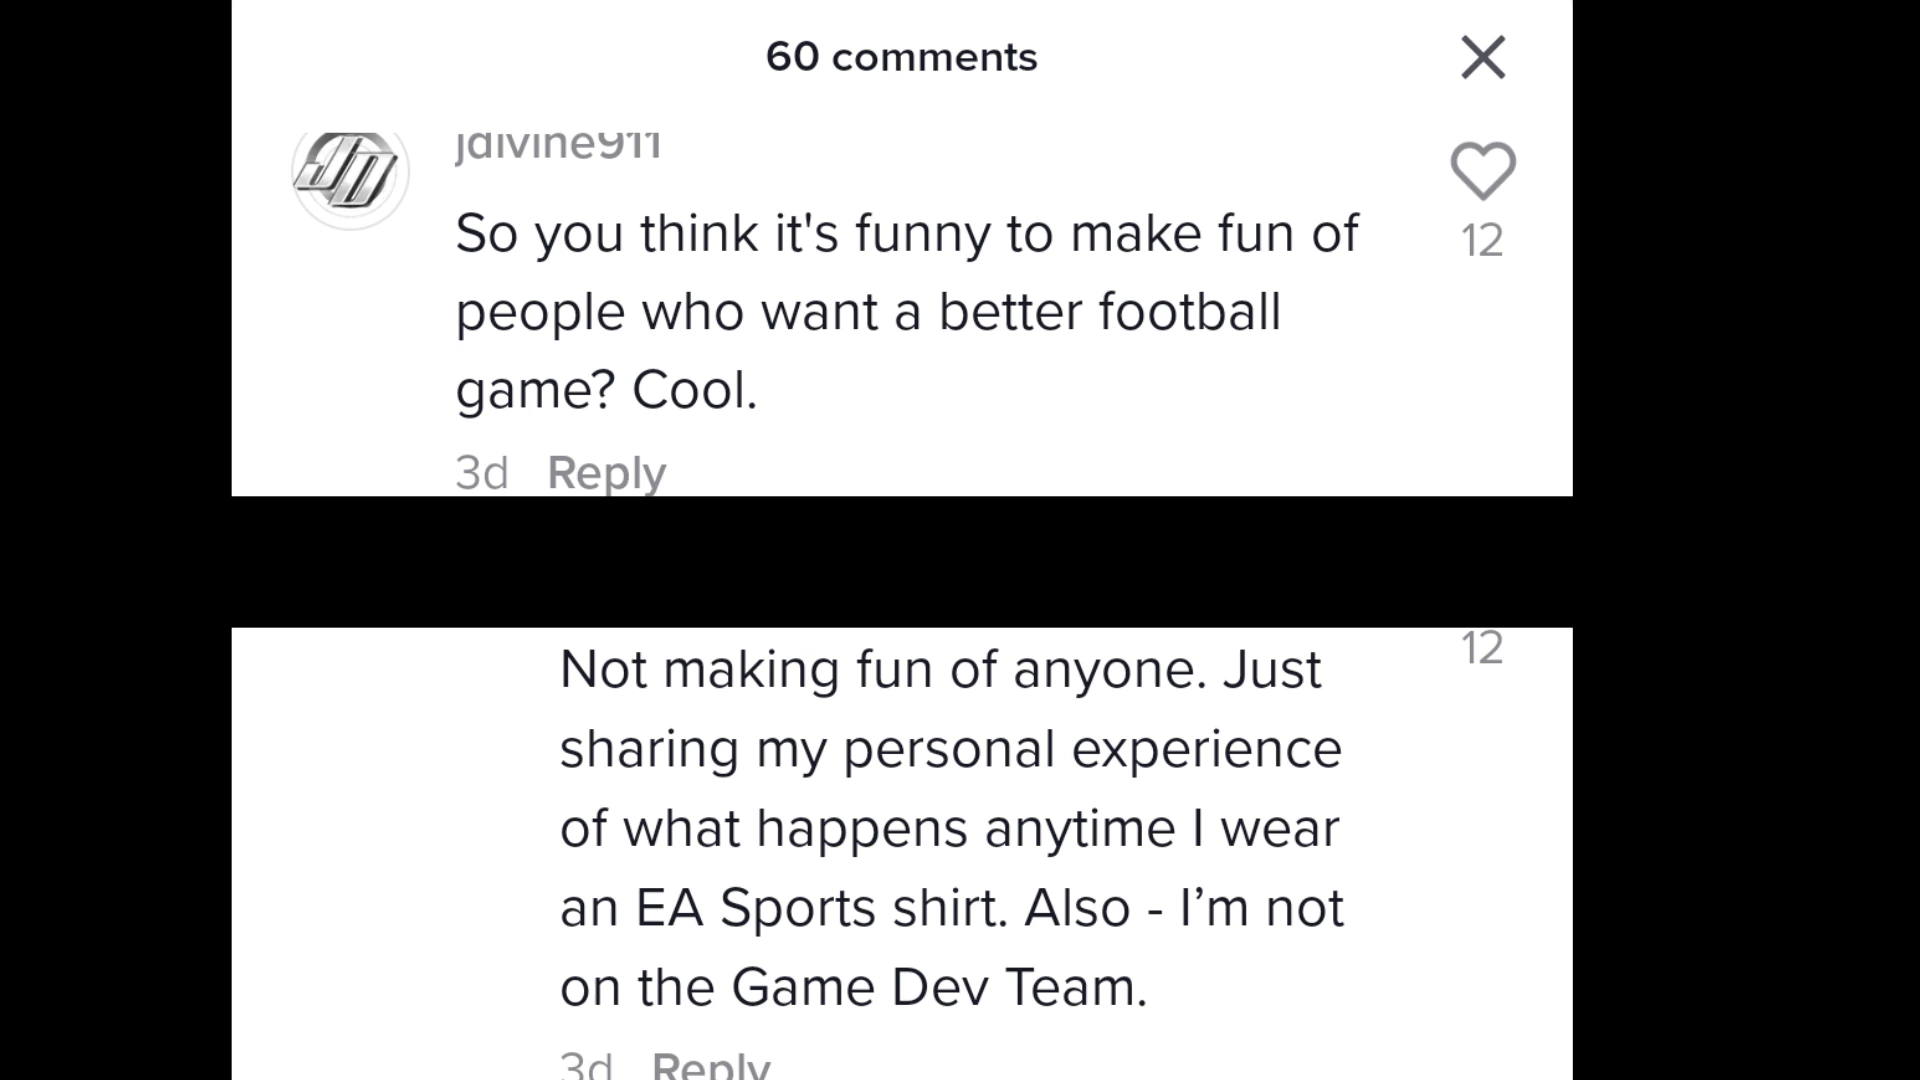 60 comments
jdivine911
12
So you think it's funny to make fun of
people who want a better football
game? Cool.
3d Reply
12
Not making fun of anyone. Just
sharing my personal experience
of what happens anytime I wear
an EA Sports shirt. Also - I’m not
on the Game Dev Team.
3d Reply